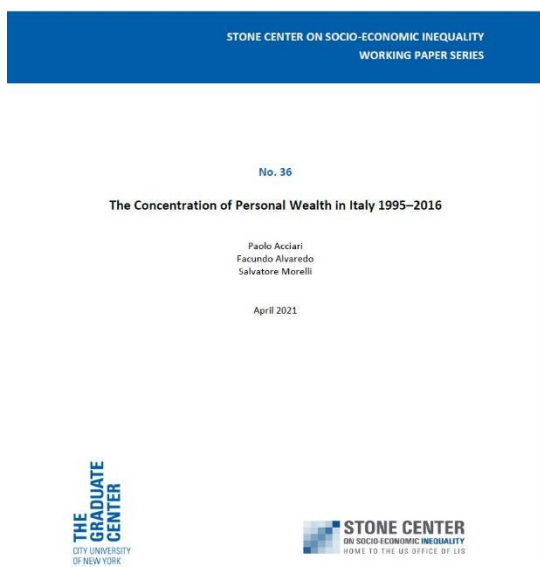 STONE CENTER ON SOCIO-ECONOMIC INEQUALITY
WORKING PAPER SERIES
No. 36
The Concentration of Personal Wealth in Italy 1995–2016
Paolo Acciari
Facundo Alvaredo
Salvatore Morelli
April 2021
THE
GRADUATE
CENTER
CITY UNIVERSITY
OF NEW YORK
STONE CENTER
ON SOCIO-ECONOMIC INEQUALITY
HOME TO THE US OFFICE OF LIS